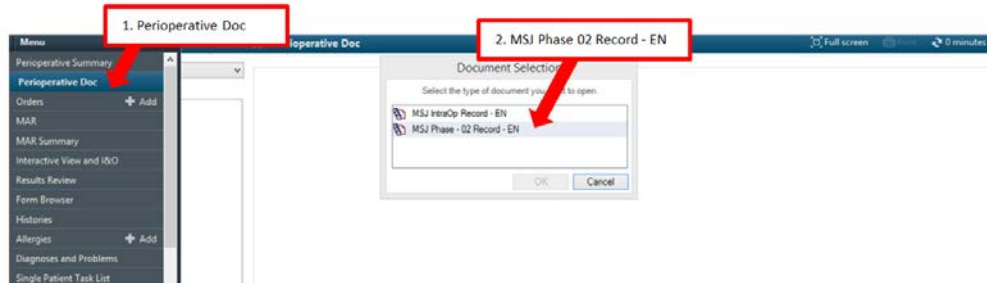 1. Perioperative Doc
2. MSJ Phase 02 Record - EN
Menu
ioperative Doc
Full screen
Print
0 minutes
Perioperative Summary
Perioperative Doc
Orders
Add
MAR
MAR Summary
Interactive View and I&O
Results Review
Form Browser
Histories
Allergies
Add
Diagnoses and Problems
Single Patient Task List
Document Selection
Select the type of document you to open.
MSJ IntraOp Record - EN
MSJ Phase - 02 Record - EN
OK
Cancel